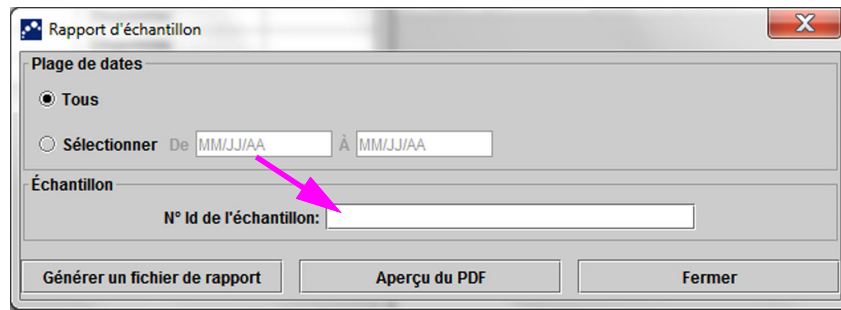 Rapport d'échantillon
Plage de dates
Tous
Sélectionner De MM/JJ/AA À MM/JJ/AA
Échantillon
N° Id de l'échantillon:
Générer un fichier de rapport Aperçu du PDF Fermer